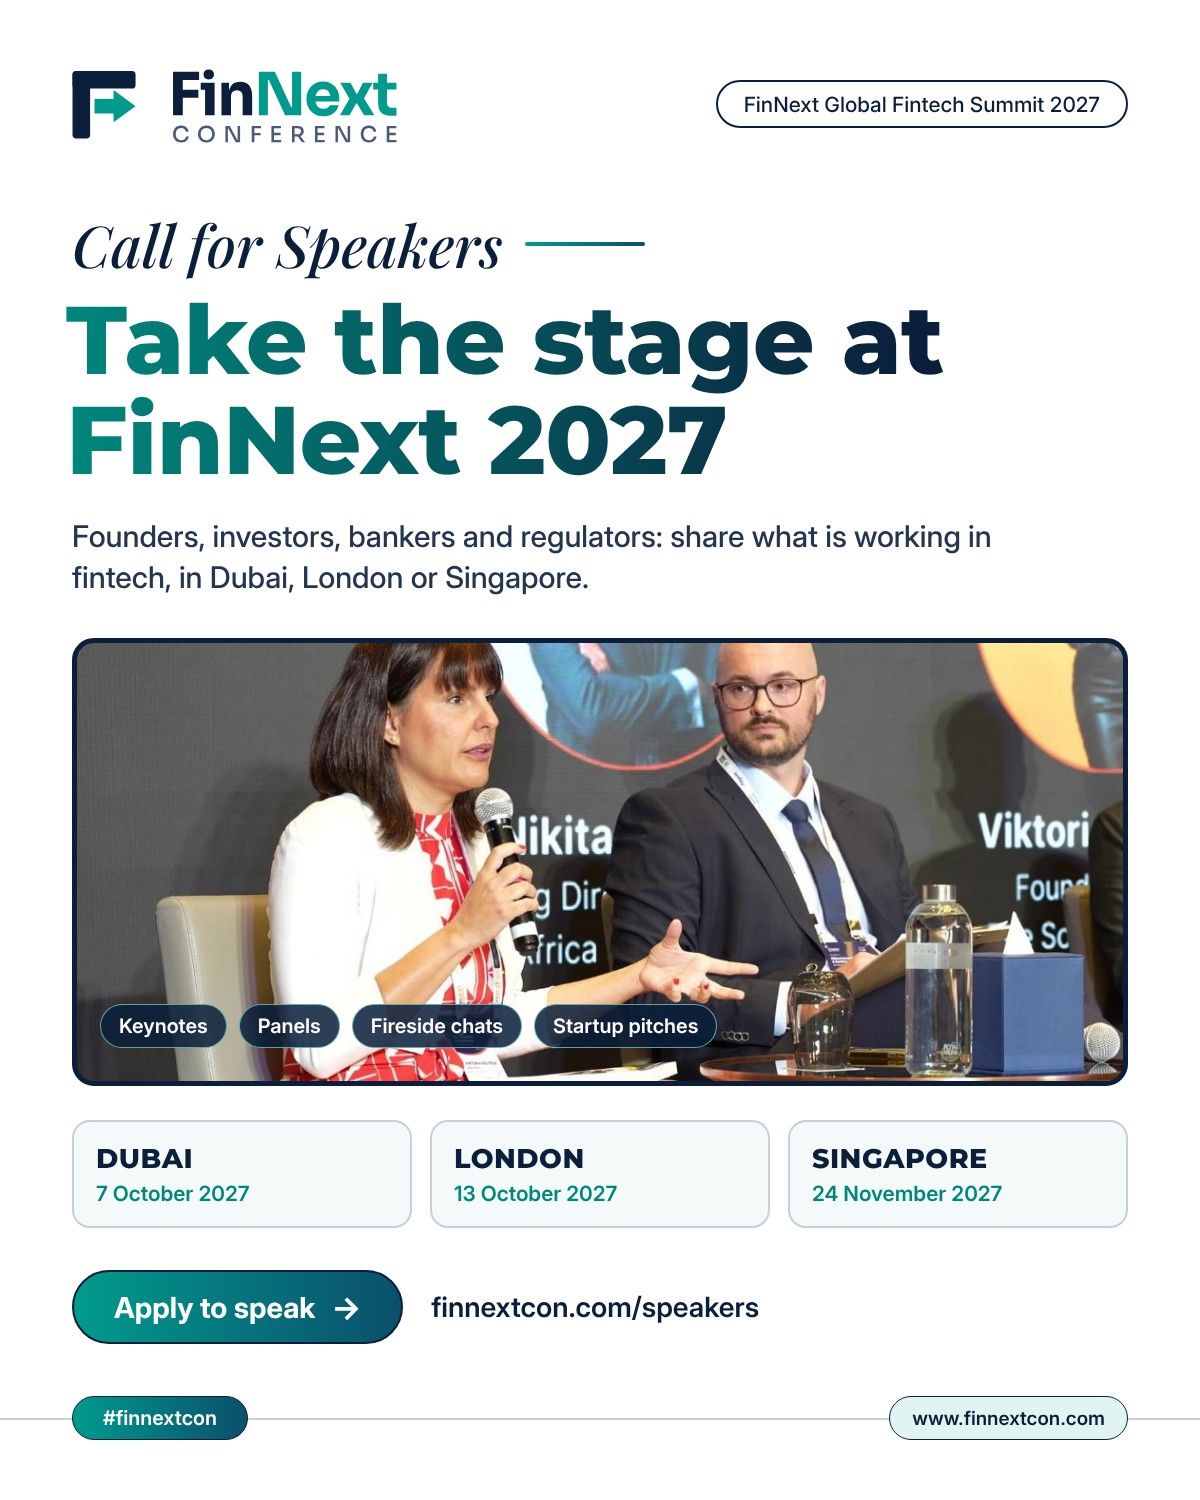 FinNext
CONFERENCE
FinNext Global Fintech Summit 2027
Call for Speakers
Take the stage at
FinNext 2027
Founders, investors, bankers and regulators: share what is working in
fintech, in Dubai, London or Singapore.
Viktori
Foun
Sc
Keynotes
Panels
Fireside chats
Startup pitches
DUBAI
7 October 2027
LONDON
13 October 2027
SINGAPORE
24 November 2027
Apply to speak →
finnextcon.com/speakers
#finnextcon
www.finnextcon.com